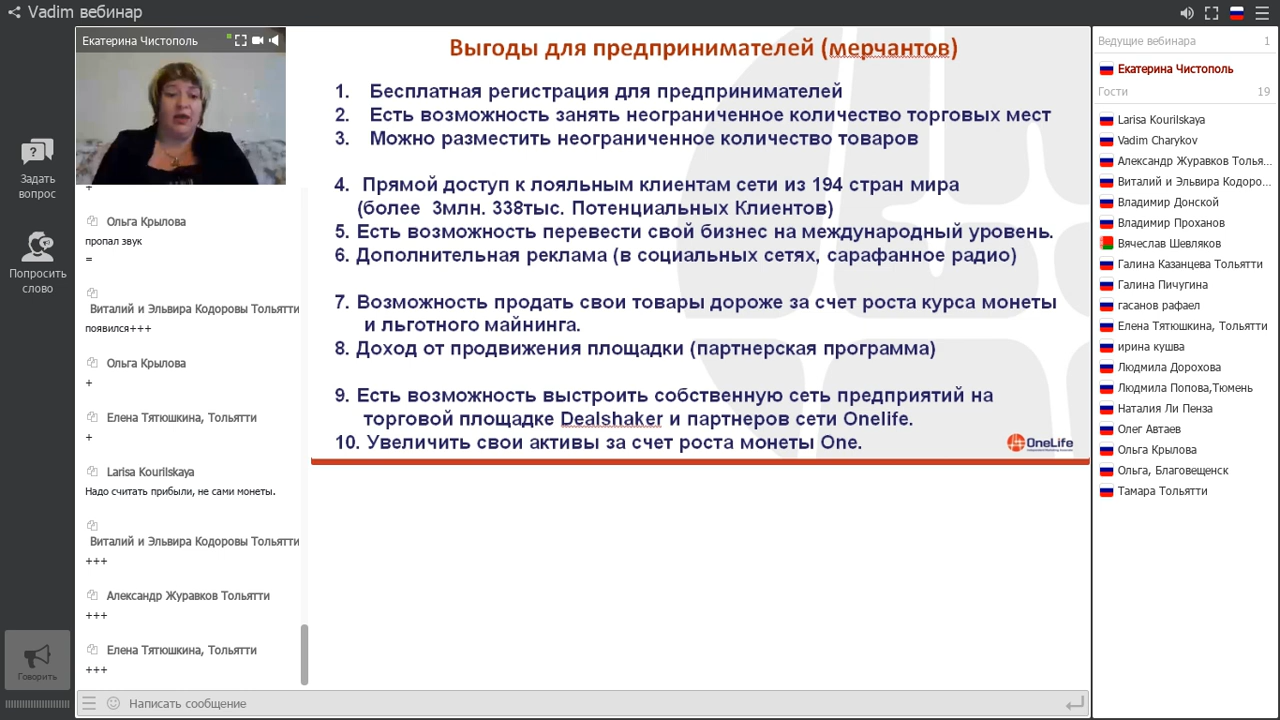 Vadim вебинар
Екатерина Чистополь
Задать
вопрос
Попросить
слово
Говорить
+
Ольга Крылова
пропал звук
=
Виталий и Эльвира Кодоровы Тольятти
появился+++
Ольга Крылова
+
Елена Тятюшкина, Тольятти
+
Larisa Kourilskaya
Надо считать прибыли, не сами монеты.
Виталий и Эльвира Кодоровы Тольятти
+++
Александр Журавков Тольятти
+++
Елена Тятюшкина, Тольятти
+++
Написать сообщение
Выгоды для предпринимателей (мерчантов)
1. Бесплатная регистрация для предпринимателей
2. Есть возможность занять неограниченное количество торговых мест
3. Можно разместить неограниченное количество товаров
4. Прямой доступ к лояльным клиентам сети из 194 стран мира
(более 3млн. 338тыс. Потенциальных Клиентов)
5. Есть возможность перевести свой бизнес на международный уровень.
6. Дополнительная реклама (в социальных сетях, сарафанное радио)
7. Возможность продать свои товары дороже за счет роста курса монеты
и льготного майнинга.
8. Доход от продвижения площадки (партнерская программа)
9. Есть возможность выстроить собственную сеть предприятий на
торговой площадке Dealshaker и партнеров сети Onelife.
10. Увеличить свои активы за счет роста монеты One.
OneLife
Ведущие вебинара 1
Екатерина Чистополь
Гости 19
Larisa Kourilskaya
Vadim Charykov
Александр Журавков Толья...
Виталий и Эльвира Кодоро...
Владимир Донской
Владимир Проханов
Вячеслав Шевляков
Галина Казанцева Тольятти
Галина Пичугина
гасанов рафаел
Елена Тятюшкина, Тольятти
ирина кушва
Людмила Дорохова
Людмила Попова,Тюмень
Наталия Ли Пенза
Олег Автаев
Ольга Крылова
Ольга, Благовещенск
Тамара Тольятти